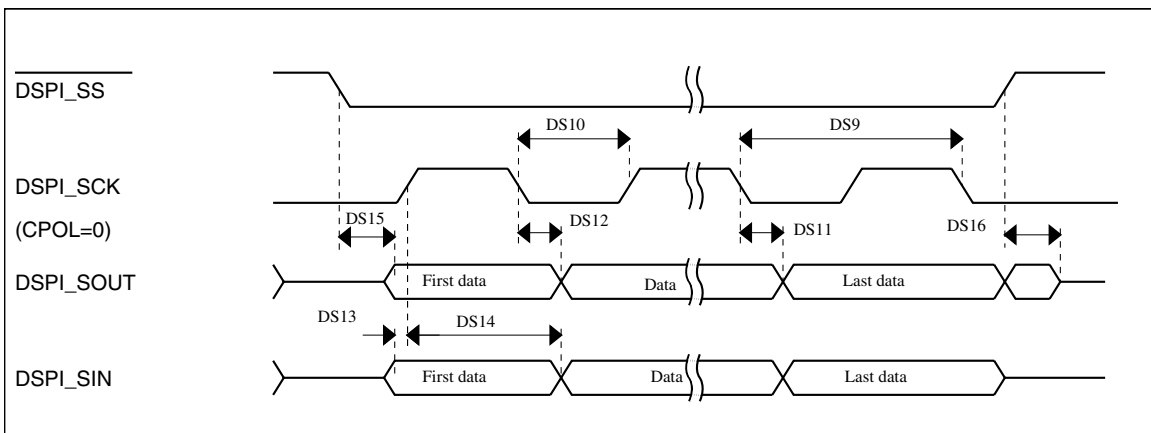 DSPI_SS
DS10 DS9
DSPI_SCK
(CPOL=0)
DS15 DS12 DS11 DS16
DSPI_SOUT First data Data Last data
DS13 DS14
DSPI_SIN First data Data Last data